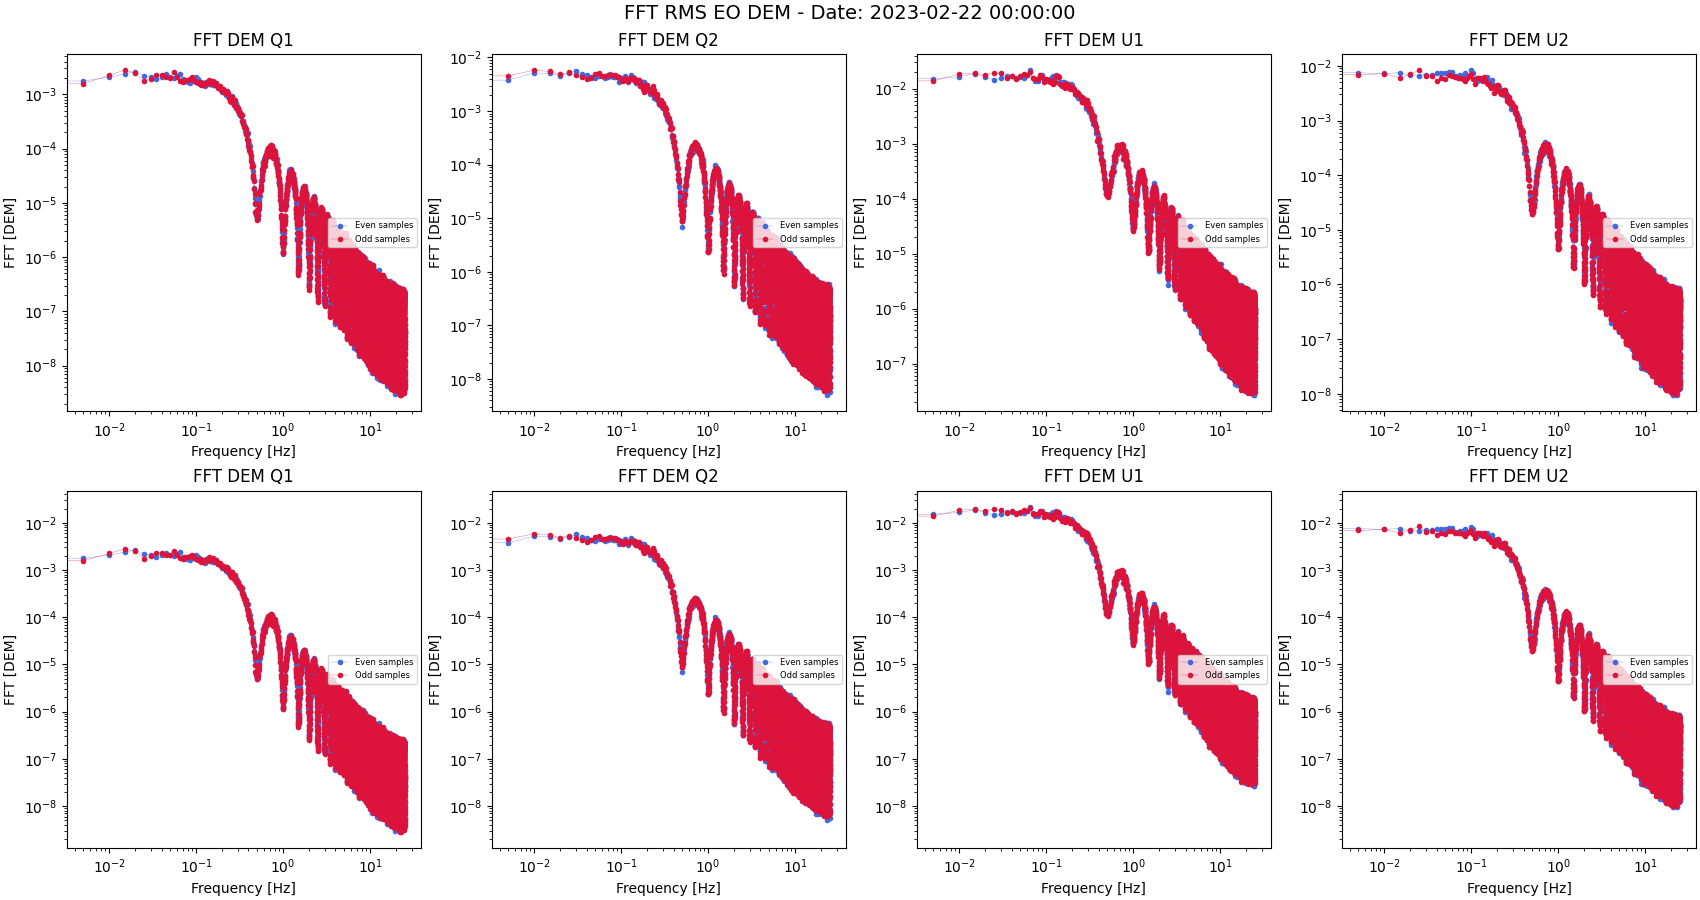 FFT RMS EO DEM - Date: 2023-02-22 00:00:00
FFT DEM Q1
FFT [DEM]
10⁻³
10⁻⁴
10⁻⁵
10⁻⁶
10⁻⁷
10⁻⁸
Even samples
Odd samples
10⁻² 10⁻¹ 10⁰ 10¹
Frequency [Hz]
FFT DEM Q2
FFT [DEM]
10⁻²
10⁻³
10⁻⁴
10⁻⁵
10⁻⁶
10⁻⁷
10⁻⁸
Even samples
Odd samples
10⁻² 10⁻¹ 10⁰ 10¹
Frequency [Hz]
FFT DEM U1
FFT [DEM]
10⁻²
10⁻³
10⁻⁴
10⁻⁵
10⁻⁶
10⁻⁷
Even samples
Odd samples
10⁻² 10⁻¹ 10⁰ 10¹
Frequency [Hz]
FFT DEM U2
FFT [DEM]
10⁻²
10⁻³
10⁻⁴
10⁻⁵
10⁻⁶
10⁻⁷
10⁻⁸
Even samples
Odd samples
10⁻² 10⁻¹ 10⁰ 10¹
Frequency [Hz]
FFT DEM Q1
FFT [DEM]
10⁻²
10⁻³
10⁻⁴
10⁻⁵
10⁻⁶
10⁻⁷
10⁻⁸
Even samples
Odd samples
10⁻² 10⁻¹ 10⁰ 10¹
Frequency [Hz]
FFT DEM Q2
FFT [DEM]
10⁻²
10⁻³
10⁻⁴
10⁻⁵
10⁻⁶
10⁻⁷
10⁻⁸
Even samples
Odd samples
10⁻² 10⁻¹ 10⁰ 10¹
Frequency [Hz]
FFT DEM U1
FFT [DEM]
10⁻²
10⁻³
10⁻⁴
10⁻⁵
10⁻⁶
10⁻⁷
10⁻⁸
Even samples
Odd samples
10⁻² 10⁻¹ 10⁰ 10¹
Frequency [Hz]
FFT DEM U2
FFT [DEM]
10⁻²
10⁻³
10⁻⁴
10⁻⁵
10⁻⁶
10⁻⁷
10⁻⁸
Even samples
Odd samples
10⁻² 10⁻¹ 10⁰ 10¹
Frequency [Hz]